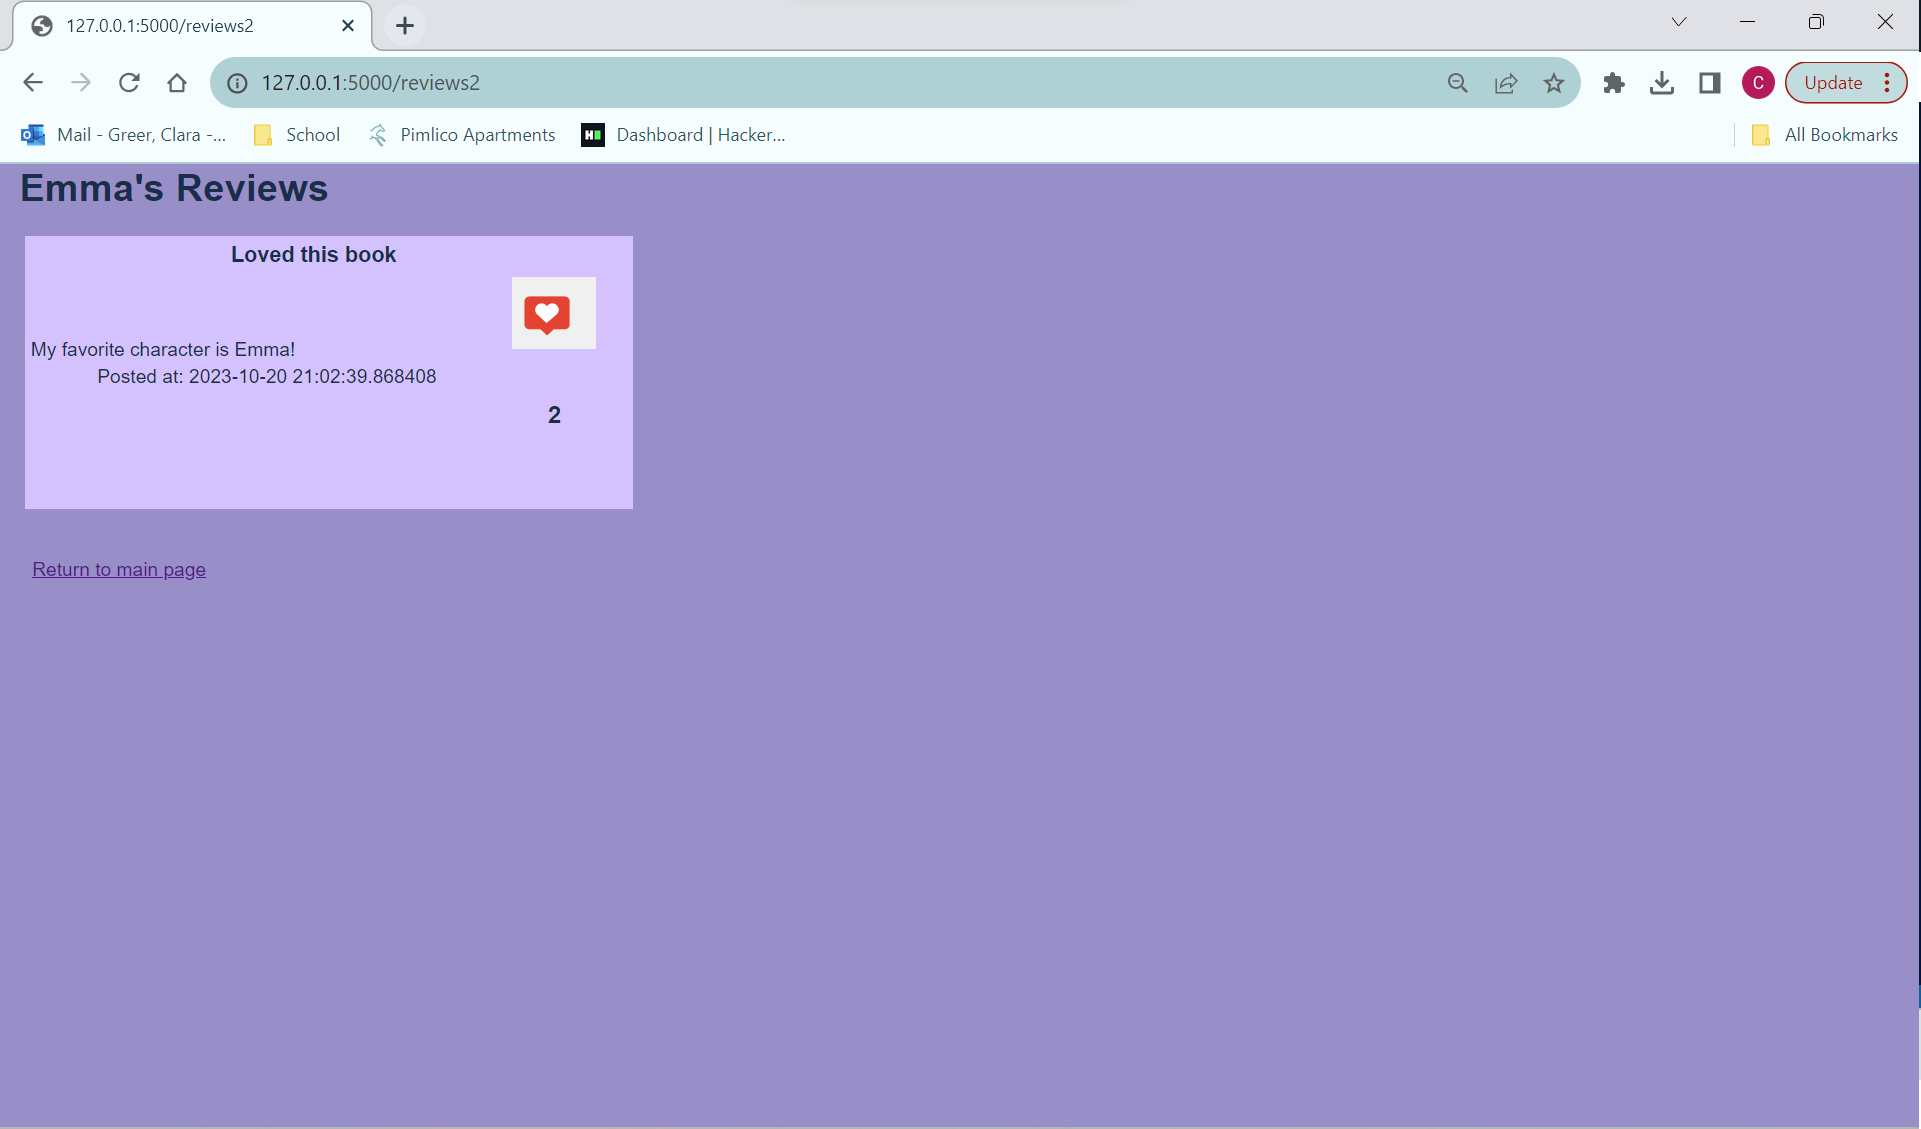 127.0.0.1:5000/reviews2
127.0.0.1:5000/reviews2
C
Update
Mail - Greer, Clara -...
School
Pimlico Apartments
Dashboard | Hacker...
All Bookmarks
Emma's Reviews
Loved this book
My favorite character is Emma!
Posted at: 2023-10-20 21:02:39.868408
2
Return to main page